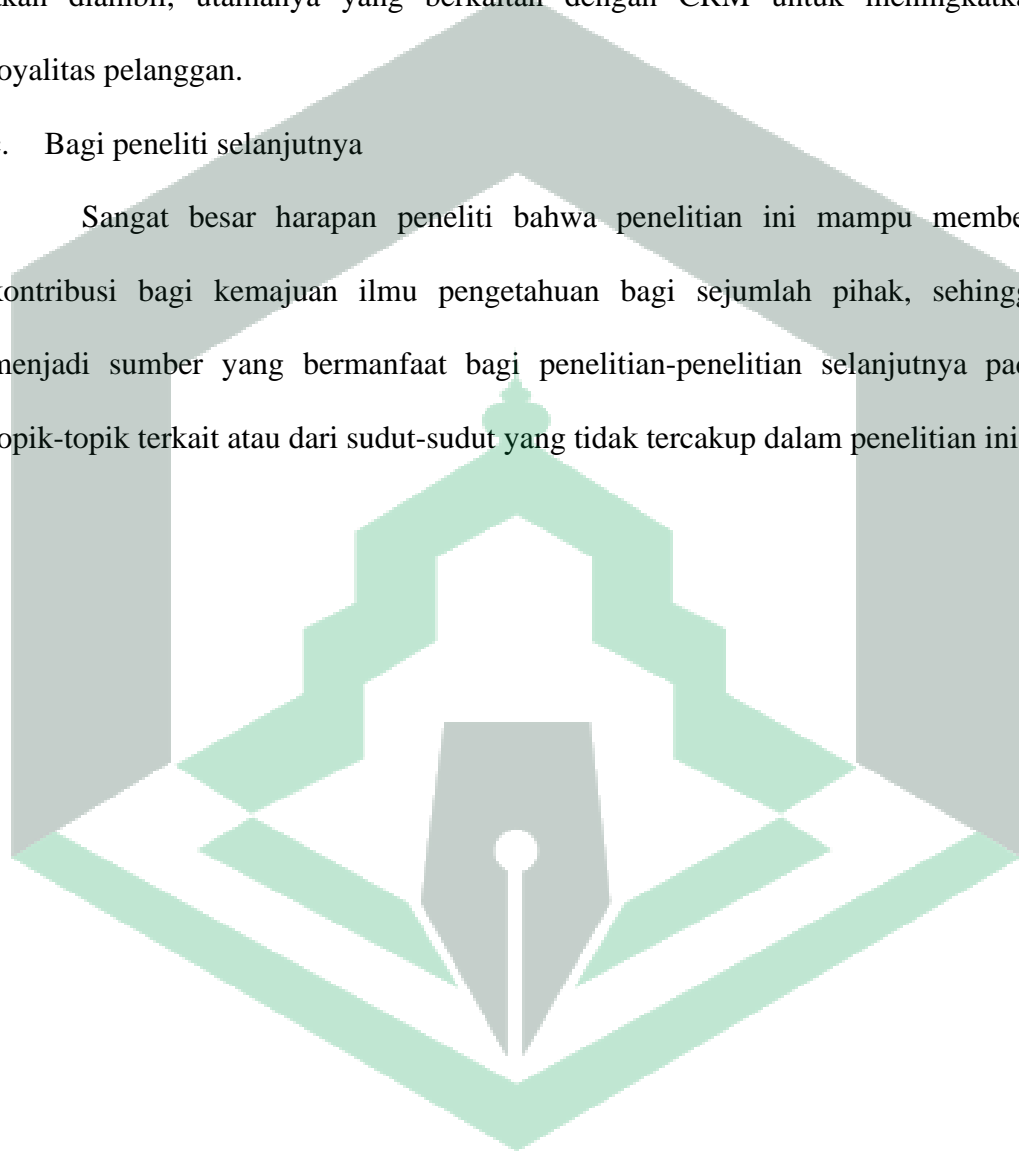 akan diambil, utamanya yang berkaitan dengan CRM untuk meningkatka
oyalitas pelanggan.
c. Bagi peneliti selanjutnya
Sangat besar harapan peneliti bahwa penelitian ini mampu membe
kontribusi bagi kemajuan ilmu pengetahuan bagi sejumlah pihak, sehingg
menjadi sumber yang bermanfaat bagi penelitian-penelitian selanjutnya pad
opik-topik terkait atau dari sudut-sudut yang tidak tercakup dalam penelitian ini